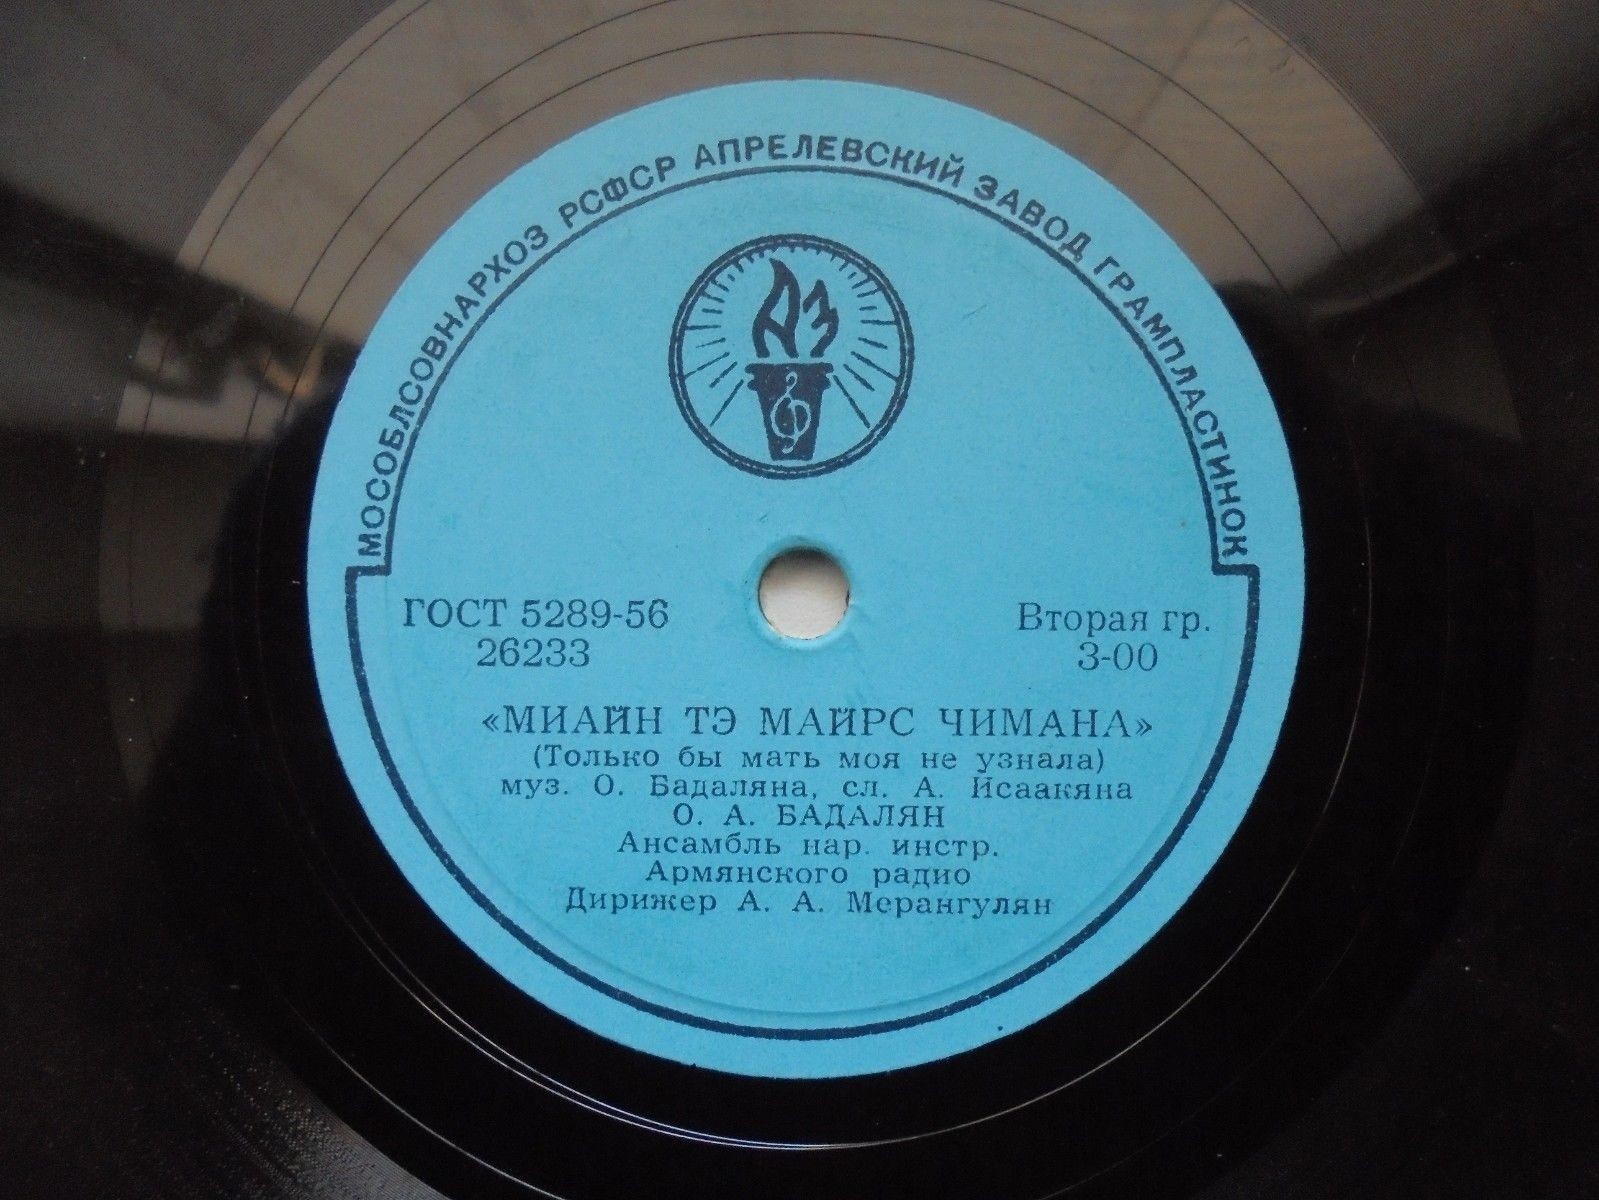 МОСОБЛСОВНАРХОЗ РСФСР АПРЕЛЕВСКИЙ ЗАВОД ГРАМПЛАСТИНОК
АЗ
ГОСТ 5289-56
26233
Вторая гр.
3-00
«МИАЙН ТЭ МАЙРС ЧИМАНА»
(Только бы мать моя не узнала)
муз. О. Бадаляна, сл. А. Исаакяна
О. А. БАДАЛЯН
Ансамбль нар. инстр.
Армянского радио
Дирижер А. А. Мерангулян